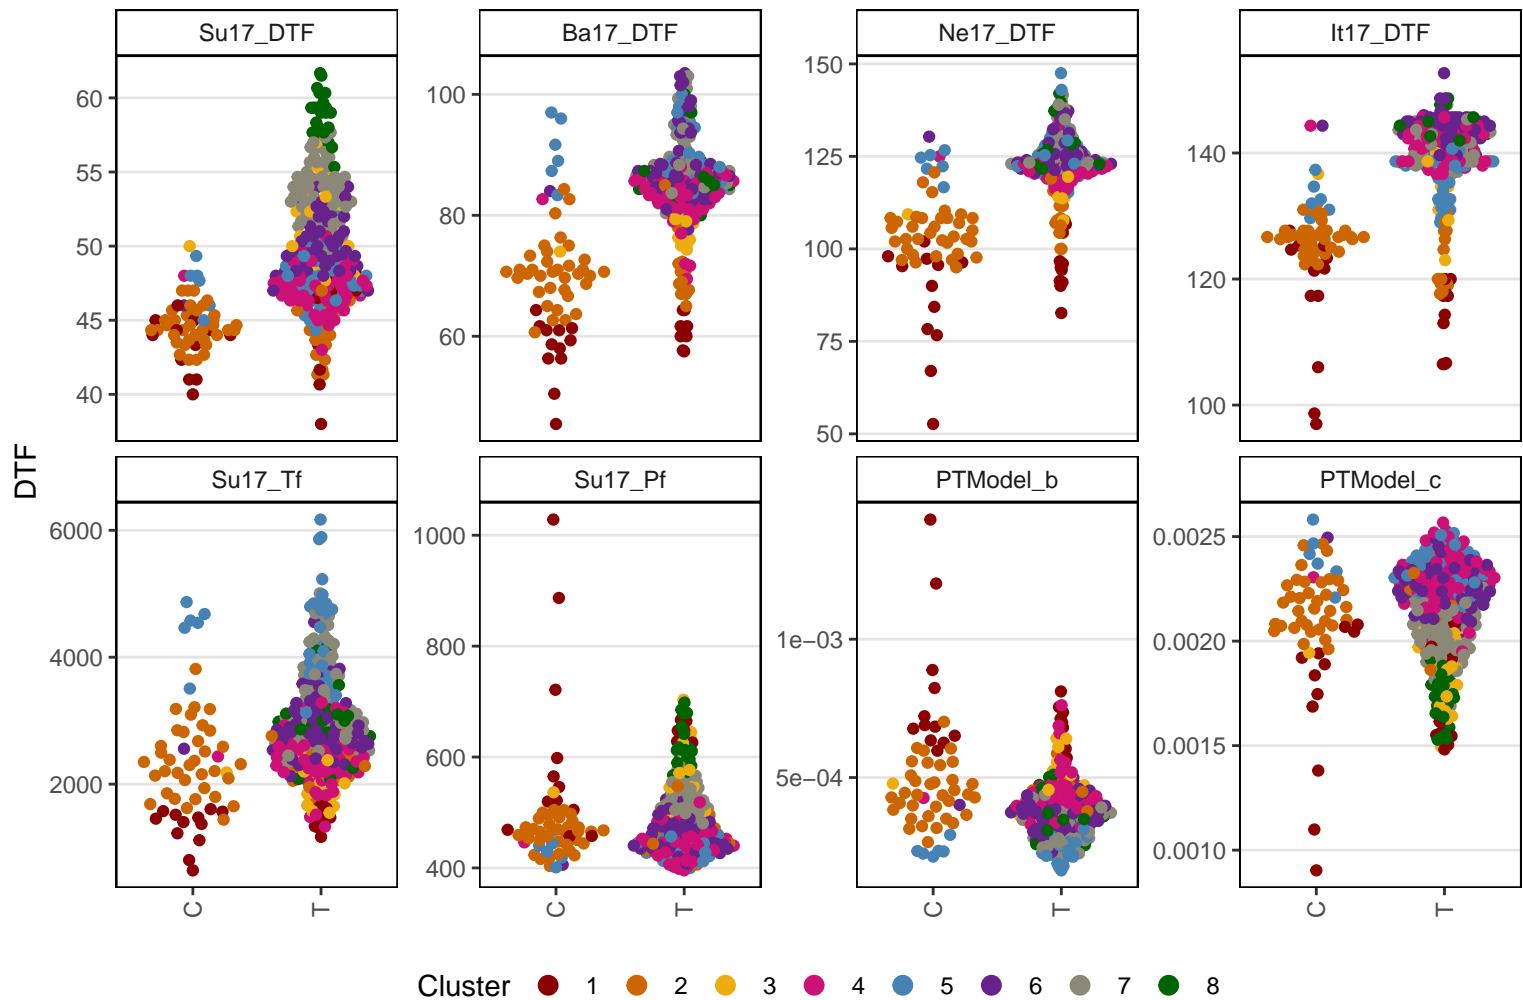 Su17_DTF
Ba17_DTF
Ne17_DTF
It17_DTF
60
55
50
45
40
100
80
60
150
125
100
75
50
140
120
100
DTF
Su17_Tf
Su17_Pf
PTModel_b
PTModel_c
6000
4000
2000
1000
800
600
400
1e−03
5e−04
0.0025
0.0020
0.0015
0.0010
C T
C T
C T
C T
Cluster 1 2 3 4 5 6 7 8